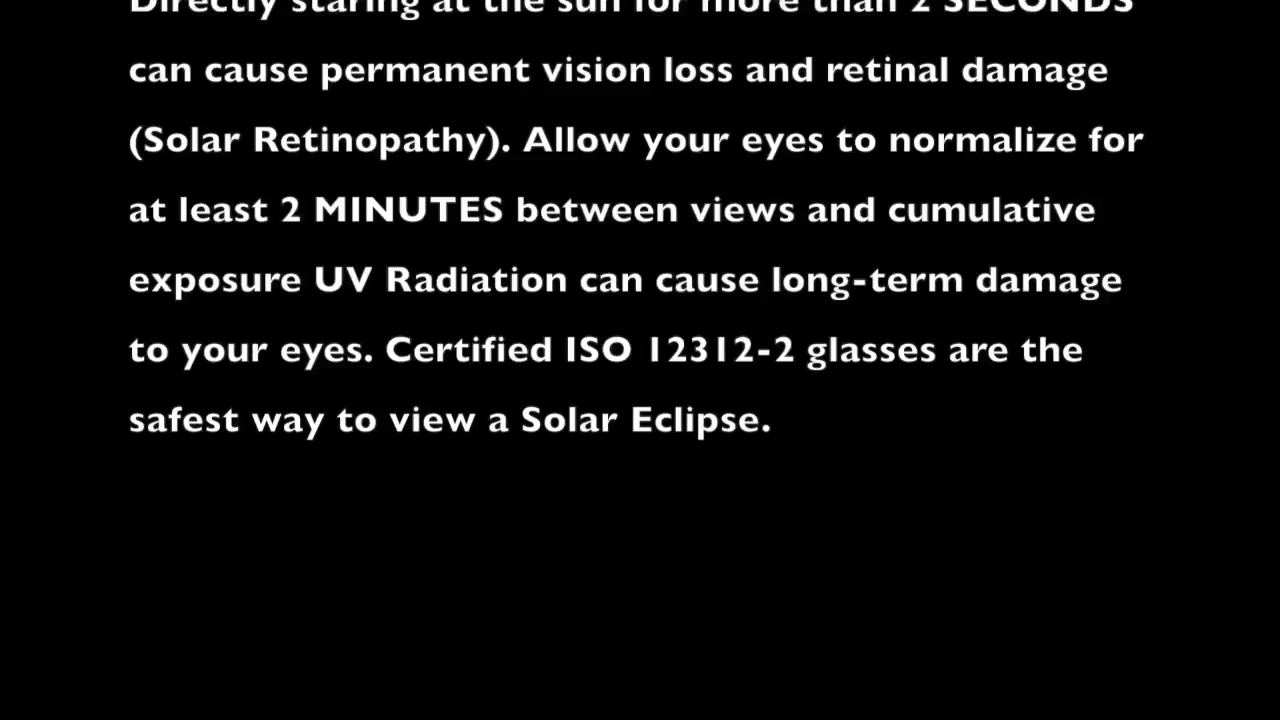 Directly staring at the sun for more than 2 SECONDS
can cause permanent vision loss and retinal damage
(Solar Retinopathy). Allow your eyes to normalize for
at least 2 MINUTES between views and cumulative
exposure UV Radiation can cause long-term damage
to your eyes. Certified ISO 12312-2 glasses are the
safest way to view a Solar Eclipse.